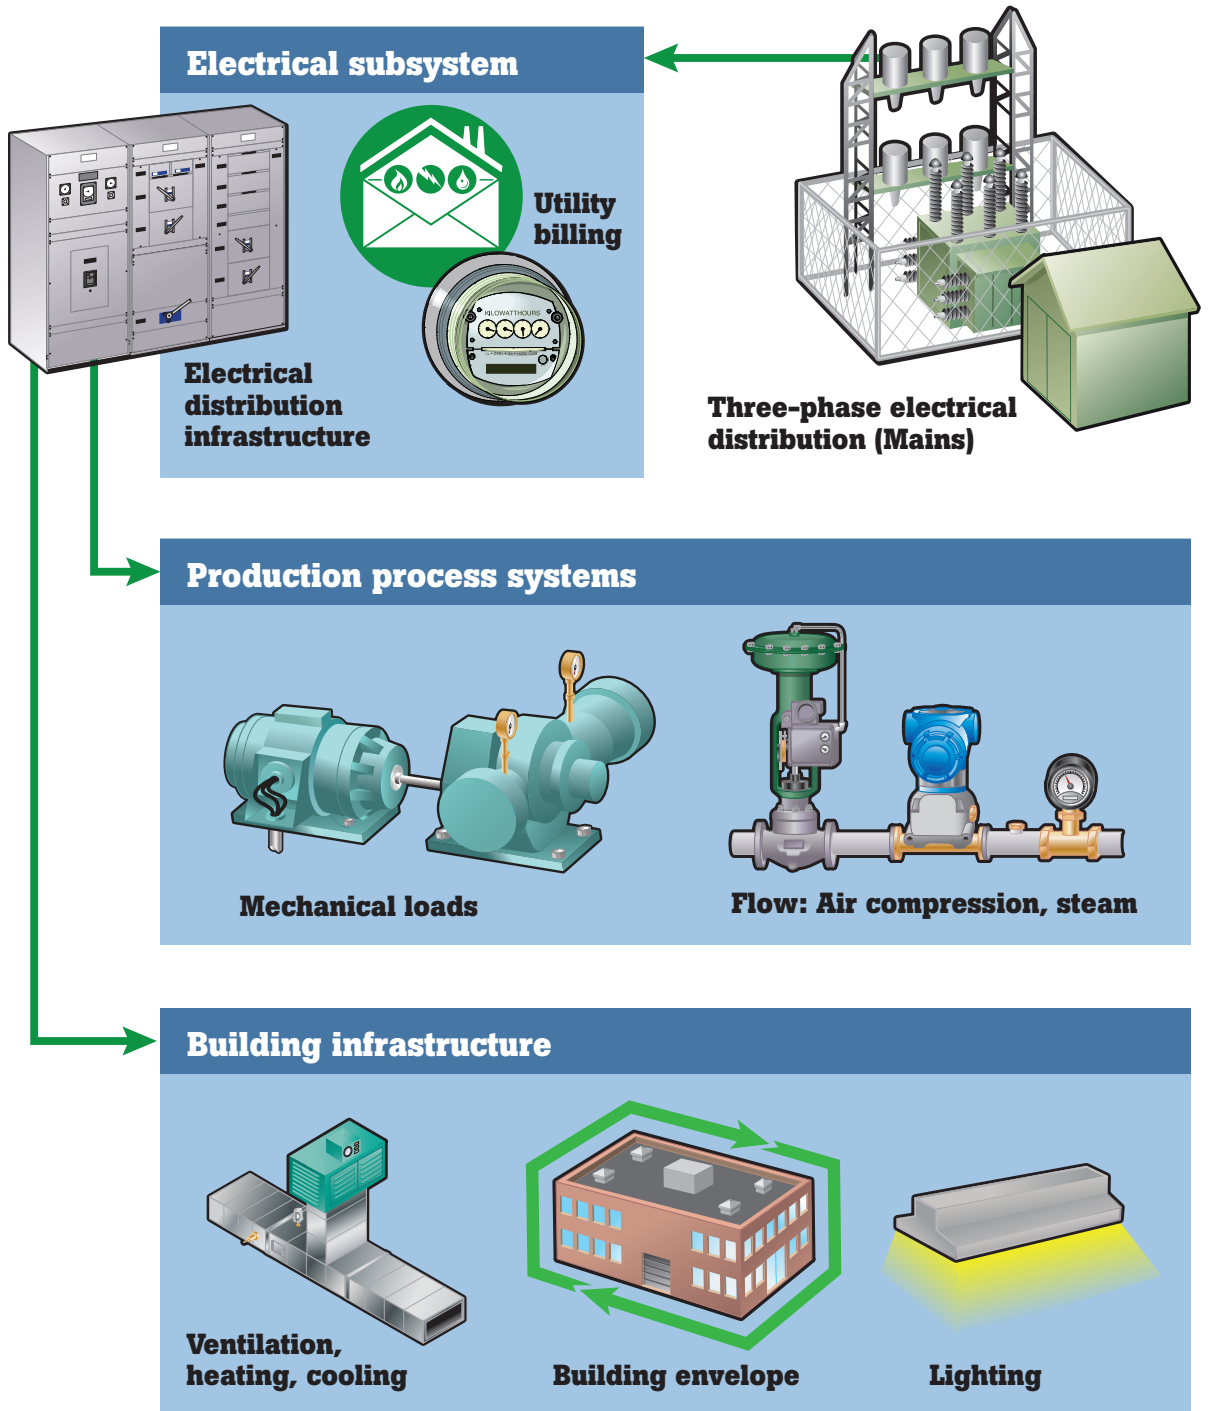 Electrical subsystem
Utility
billing
KILOWATTHOURS
Electrical
distribution
infrastructure
Three-phase electrical
distribution (Mains)
Production process systems
Mechanical loads
Flow: Air compression, steam
Building infrastructure
Ventilation,
heating, cooling
Building envelope
Lighting